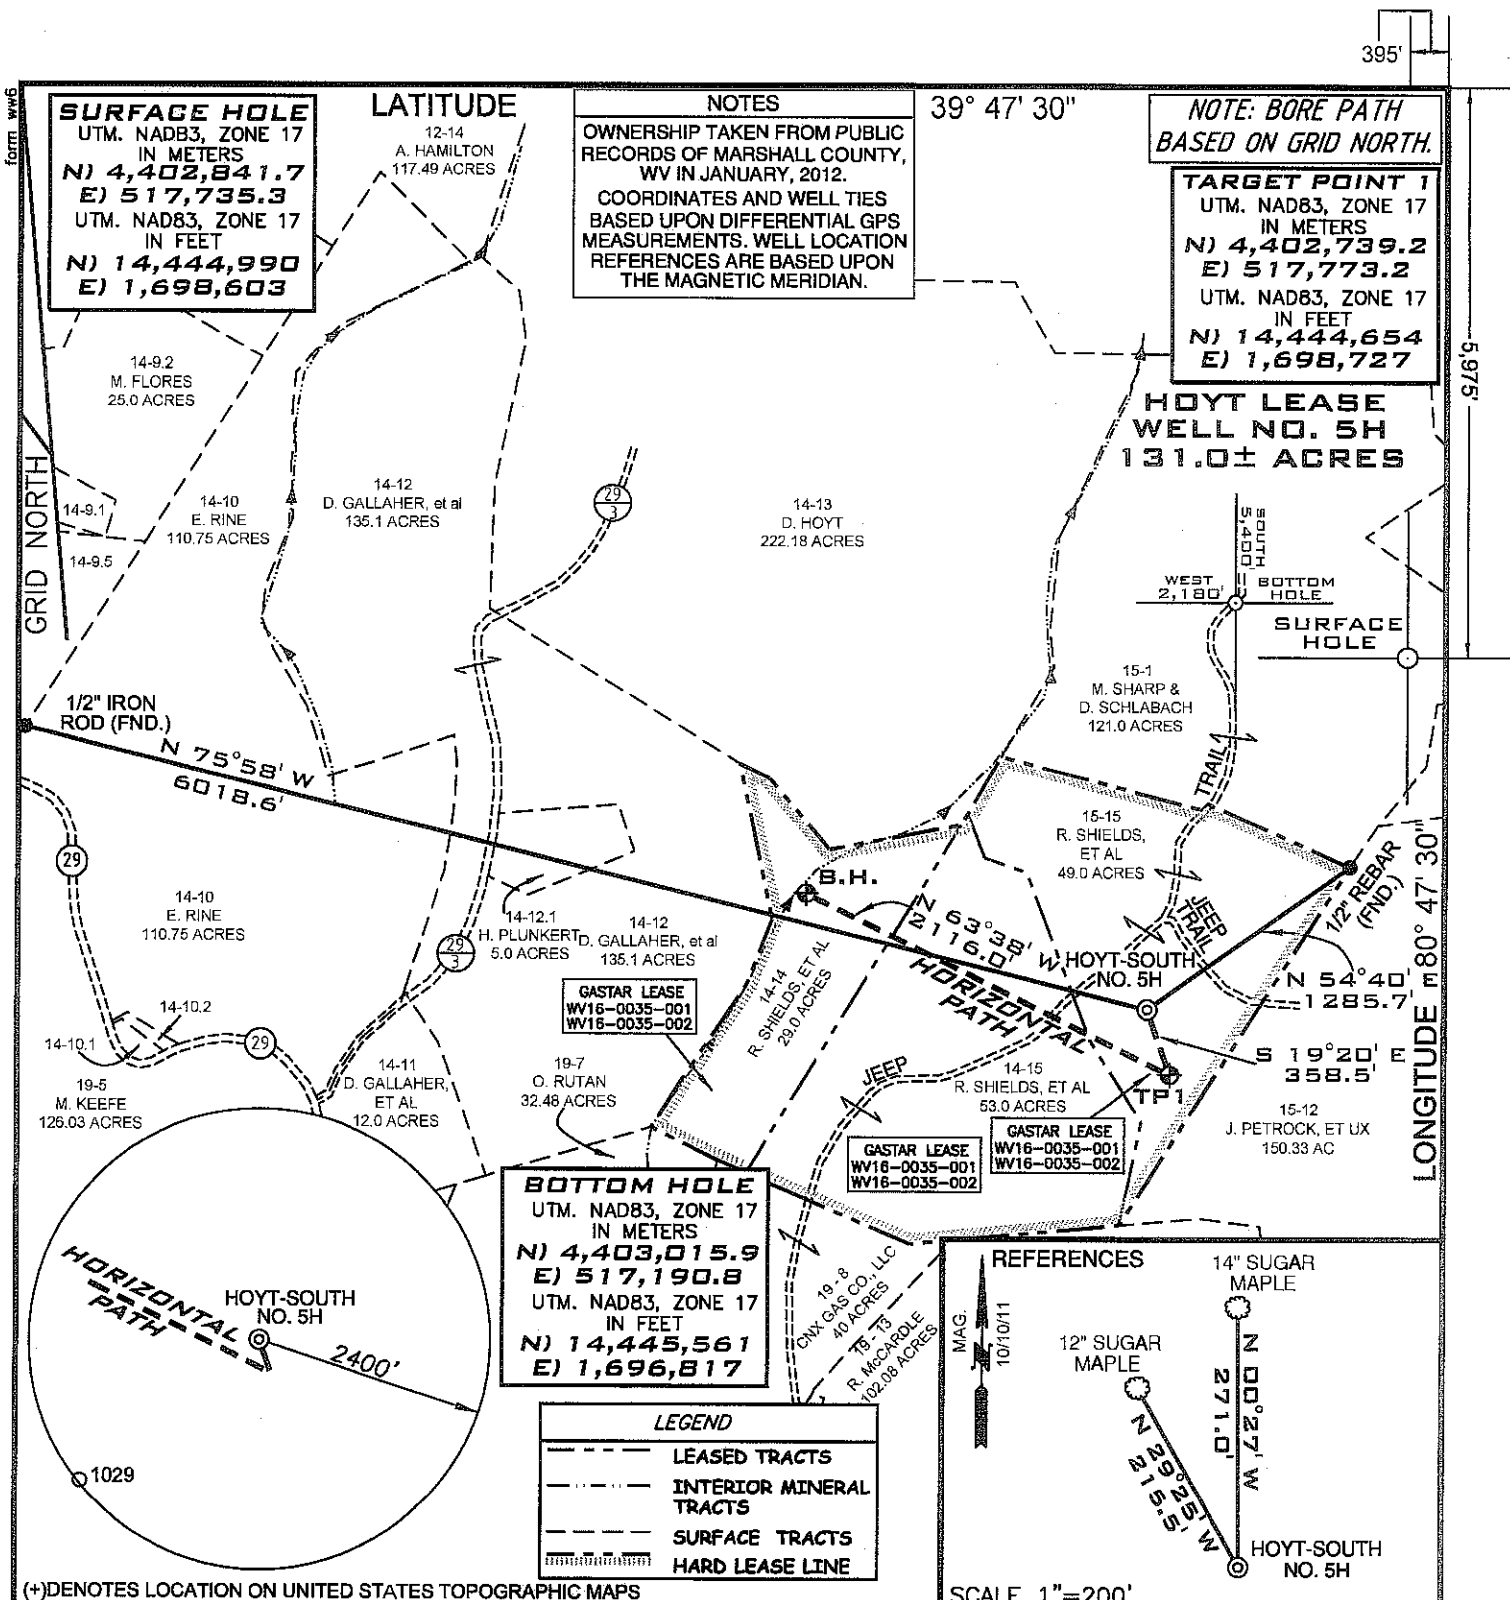 395'
form ww6
SURFACE HOLE
UTM. NAD83, ZONE 17
IN METERS
N) 4,402,841.7
E) 517,735.3
UTM. NAD83, ZONE 17
IN FEET
N) 14,444,990
E) 1,698,603
LATITUDE
12-14
A. HAMILTON
117.49 ACRES
NOTES
OWNERSHIP TAKEN FROM PUBLIC
RECORDS OF MARSHALL COUNTY,
WV IN JANUARY, 2012.
COORDINATES AND WELL TIES
BASED UPON DIFFERENTIAL GPS
MEASUREMENTS. WELL LOCATION
REFERENCES ARE BASED UPON
THE MAGNETIC MERIDIAN.
39° 47' 30"
NOTE: BORE PATH
BASED ON GRID NORTH.
TARGET POINT 1
UTM. NAD83, ZONE 17
IN METERS
N) 4,402,739.2
E) 517,773.2
UTM. NAD83, ZONE 17
IN FEET
N) 14,444,654
E) 1,698,727
5,975'
HOYT LEASE
WELL NO. 5H
131.0± ACRES
14-9.2
M. FLORES
25.0 ACRES
GRID NORTH
14-9.1
14-9.5
14-10
E. RINE
110.75 ACRES
14-12
D. GALLAHER, et al
135.1 ACRES
29
3
14-13
D. HOYT
222.18 ACRES
SOUTH
5,400'
WEST
2,180'
BOTTOM
HOLE
SURFACE
HOLE
15-1
M. SHARP &
D. SCHLABACH
121.0 ACRES
TRAIL
1/2" IRON
ROD (FND.)
N 75°58' W
6018.6'
15-15
R. SHIELDS,
ET AL
49.0 ACRES
29
14-10
E. RINE
110.75 ACRES
14-12.1
H. PLUNKERT
5.0 ACRES
14-12
D. GALLAHER, et al
135.1 ACRES
29
3
B.H.
N 63°38' W
2116.0'
HORIZONTAL
PATH
HOYT-SOUTH
NO. 5H
JEEP
TRAIL
1/2" REBAR
(FND.)
N 54°40' E
1285.7'
LONGITUDE 80° 47' 30"
S 19°20' E
358.5'
GASTAR LEASE
WV16-0035-001
WV16-0035-002
14-14
R. SHIELDS, ET AL
29.0 ACRES
14-10.2
14-10.1
29
19-5
M. KEEFE
126.03 ACRES
14-11
D. GALLAHER,
ET AL
12.0 ACRES
19-7
O. RUTAN
32.48 ACRES
JEEP
14-15
R. SHIELDS, ET AL
53.0 ACRES
TP1
GASTAR LEASE
WV16-0035-001
WV16-0035-002
GASTAR LEASE
WV16-0035-001
WV16-0035-002
15-12
J. PETROCK, ET UX
150.33 AC
BOTTOM HOLE
UTM. NAD83, ZONE 17
IN METERS
N) 4,403,015.9
E) 517,190.8
UTM. NAD83, ZONE 17
IN FEET
N) 14,445,561
E) 1,696,817
19 - 8
CNX GAS CO., LLC
40 ACRES
19 - 13
R. McCARDLE
102.08 ACRES
HORIZONTAL
PATH
HOYT-SOUTH
NO. 5H
2400'
1029
LEGEND
LEASED TRACTS
INTERIOR MINERAL
TRACTS
SURFACE TRACTS
HARD LEASE LINE
REFERENCES
MAG.
10/10/11
14" SUGAR
MAPLE
12" SUGAR
MAPLE
N 00°27' W
271.0'
N 29°25' W
215.5'
HOYT-SOUTH
NO. 5H
SCALE 1"=200'
(+)DENOTES LOCATION ON UNITED STATES TOPOGRAPHIC MAPS